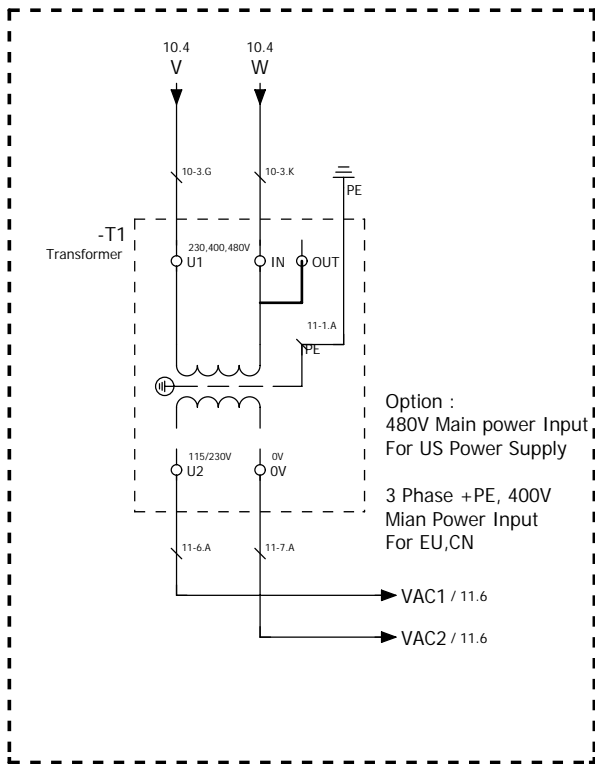 10.4
V
10.4
W
10-3.G
10-3.K
PE
-T1
Transformer
230,400,480V
U1
IN
OUT
11-1.A
PE
Option :
480V Main power Input
For US Power Supply
3 Phase +PE, 400V
Mian Power Input
For EU,CN
115/230V
U2
0V
0V
11-6.A
11-7.A
VAC1 / 11.6
VAC2 / 11.6